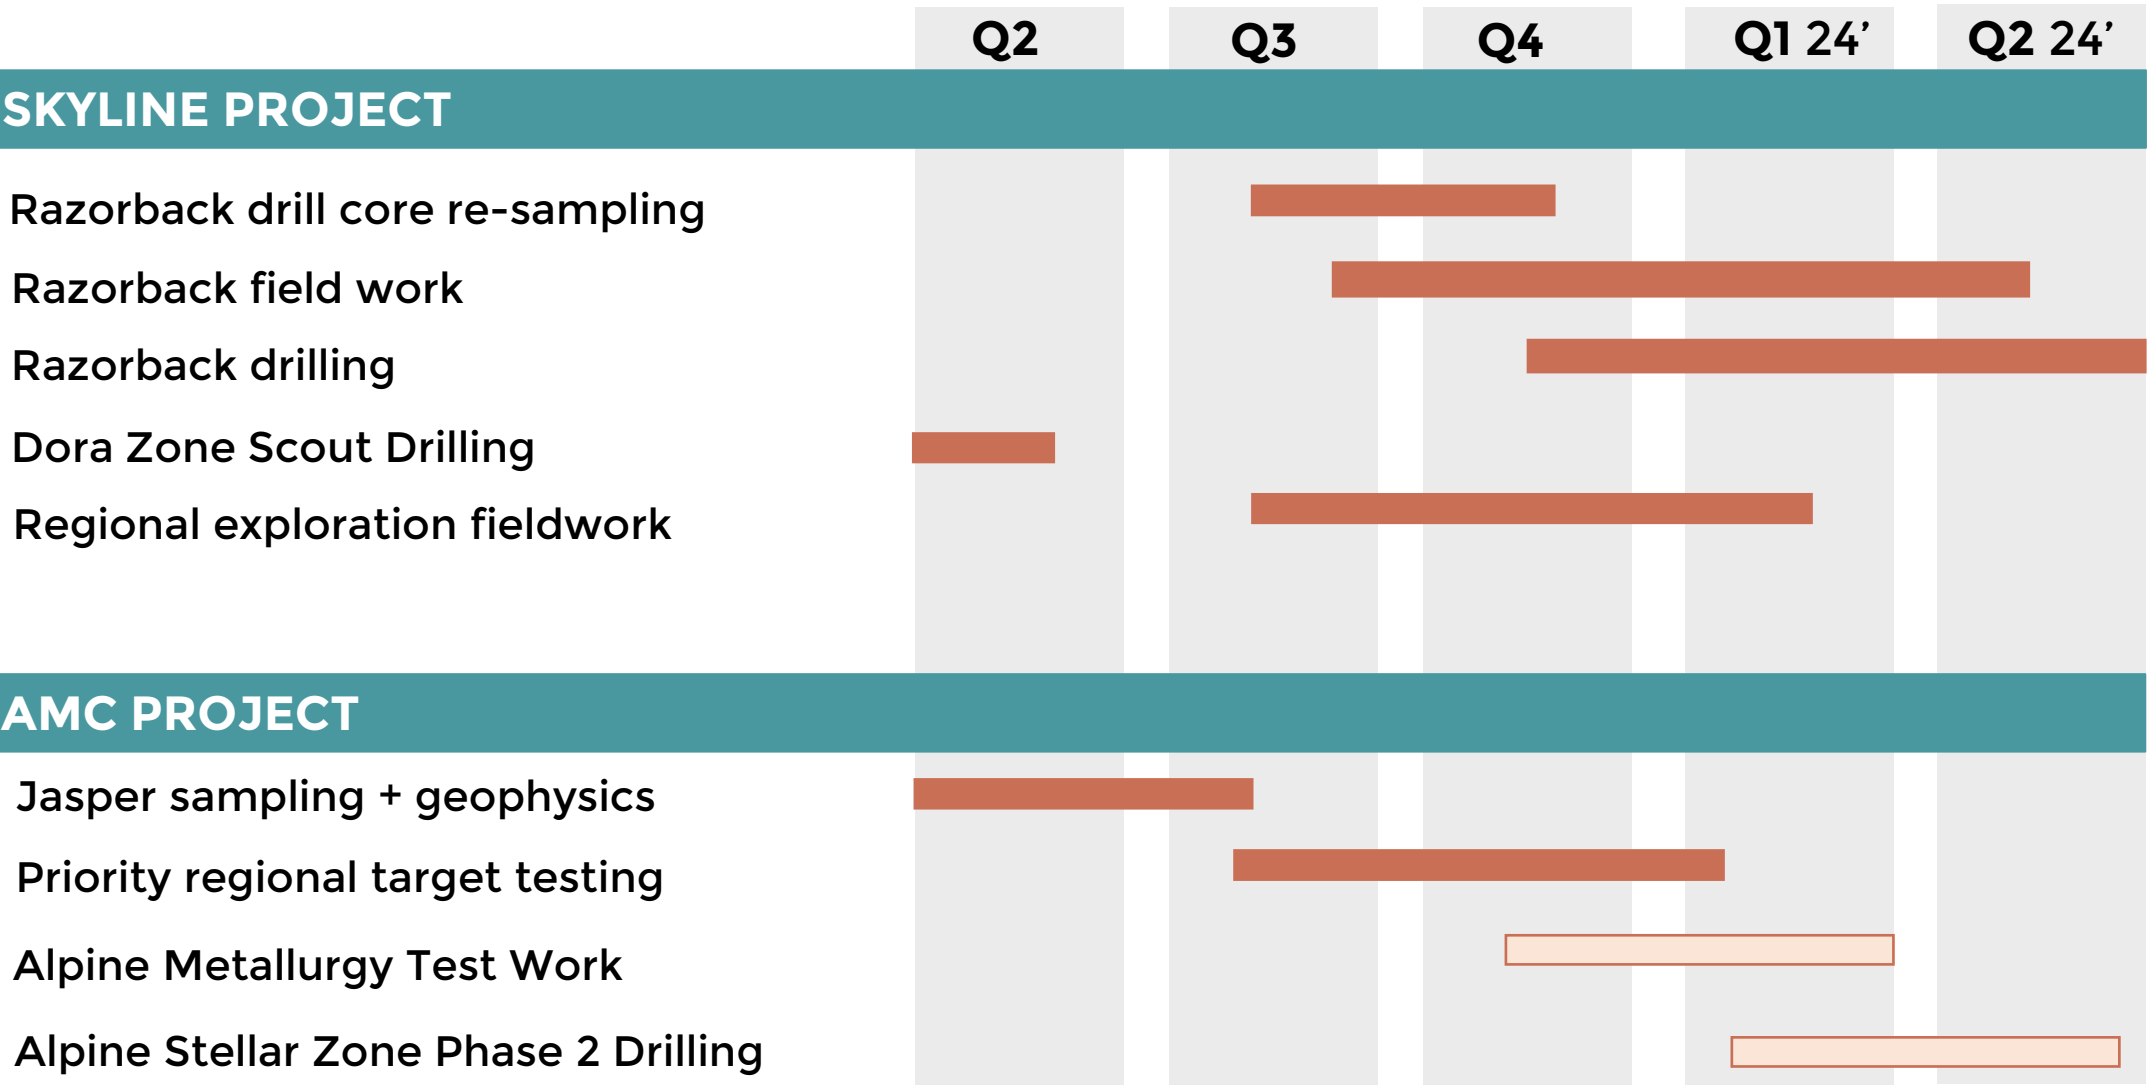 Q2 Q3 Q4 Q1 24’ Q2 24’
SKYLINE PROJECT
Razorback drill core re-sampling
Razorback field work
Razorback drilling
Dora Zone Scout Drilling
Regional exploration fieldwork
AMC PROJECT
Jasper sampling + geophysics
Priority regional target testing
Alpine Metallurgy Test Work
Alpine Stellar Zone Phase 2 Drilling